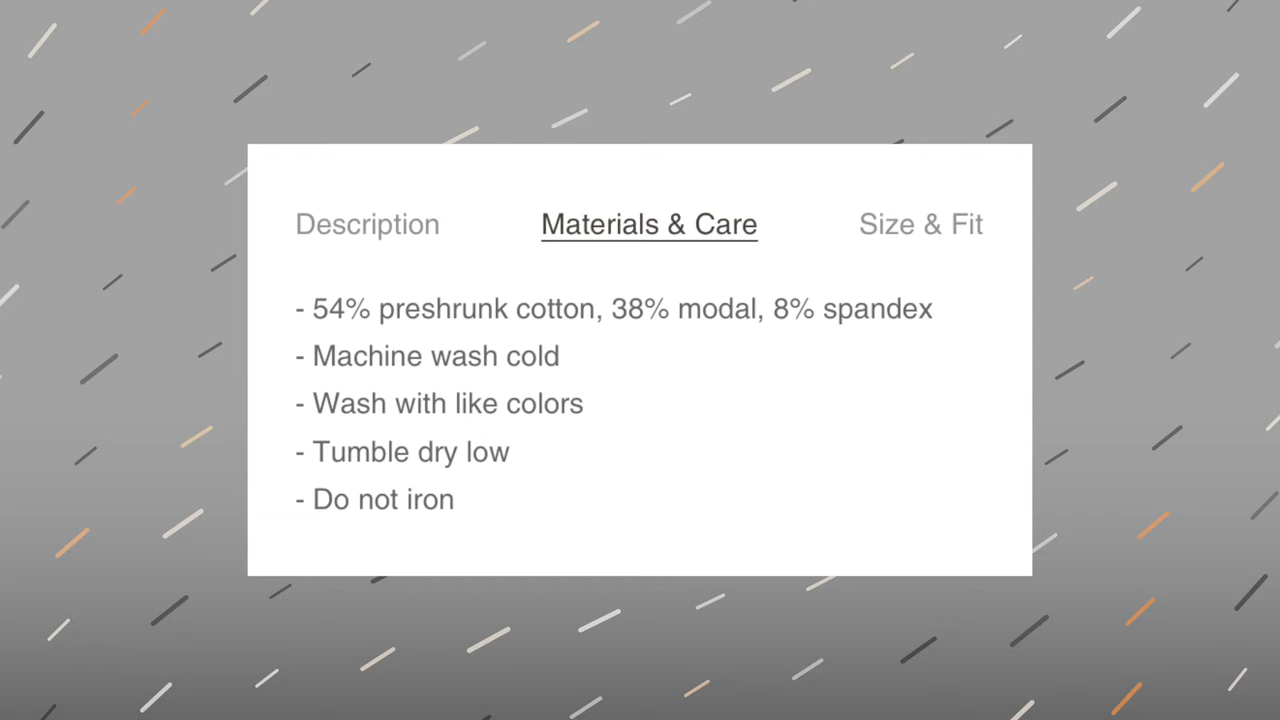 Description Materials & Care Size & Fit
- 54% preshrunk cotton, 38% modal, 8% spandex
- Machine wash cold
- Wash with like colors
- Tumble dry low
- Do not iron